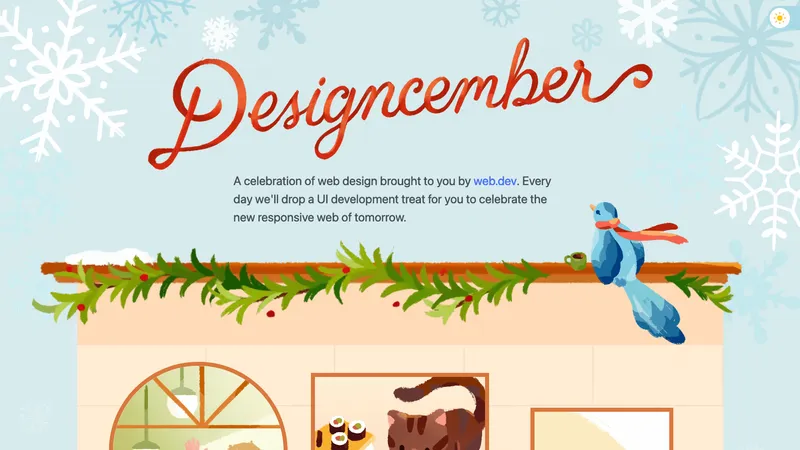 Designcember
A celebration of web design brought to you by web.dev. Every
day we'll drop a UI development treat for you to celebrate the
new responsive web of tomorrow.